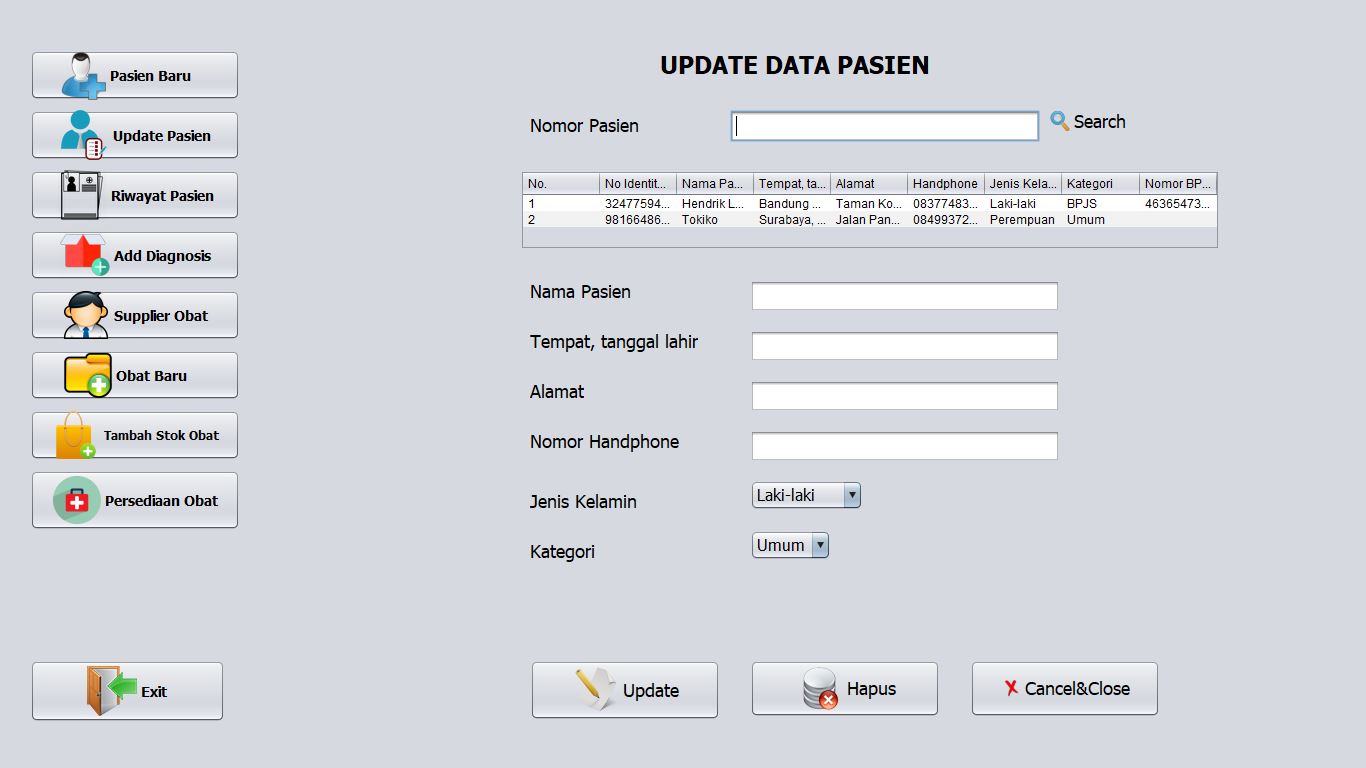 Pasien Baru
Update Pasien
Riwayat Pasien
Add Diagnosis
Supplier Obat
Obat Baru
Tambah Stok Obat
Persediaan Obat
Exit
UPDATE DATA PASIEN
Nomor Pasien Search
No. No Identit... Nama Pa... Tempat, ta... Alamat Handphone Jenis Kela... Kategori Nomor BP...
1 32477594... Hendrik L... Bandung ... Taman Ko... 08377483... Laki-laki BPJS 46365473...
2 98166486... Tokiko Surabaya, ... Jalan Pan... 08499372... Perempuan Umum
Nama Pasien
Tempat, tanggal lahir
Alamat
Nomor Handphone
Jenis Kelamin Laki-laki
Kategori Umum
Update Hapus Cancel&Close